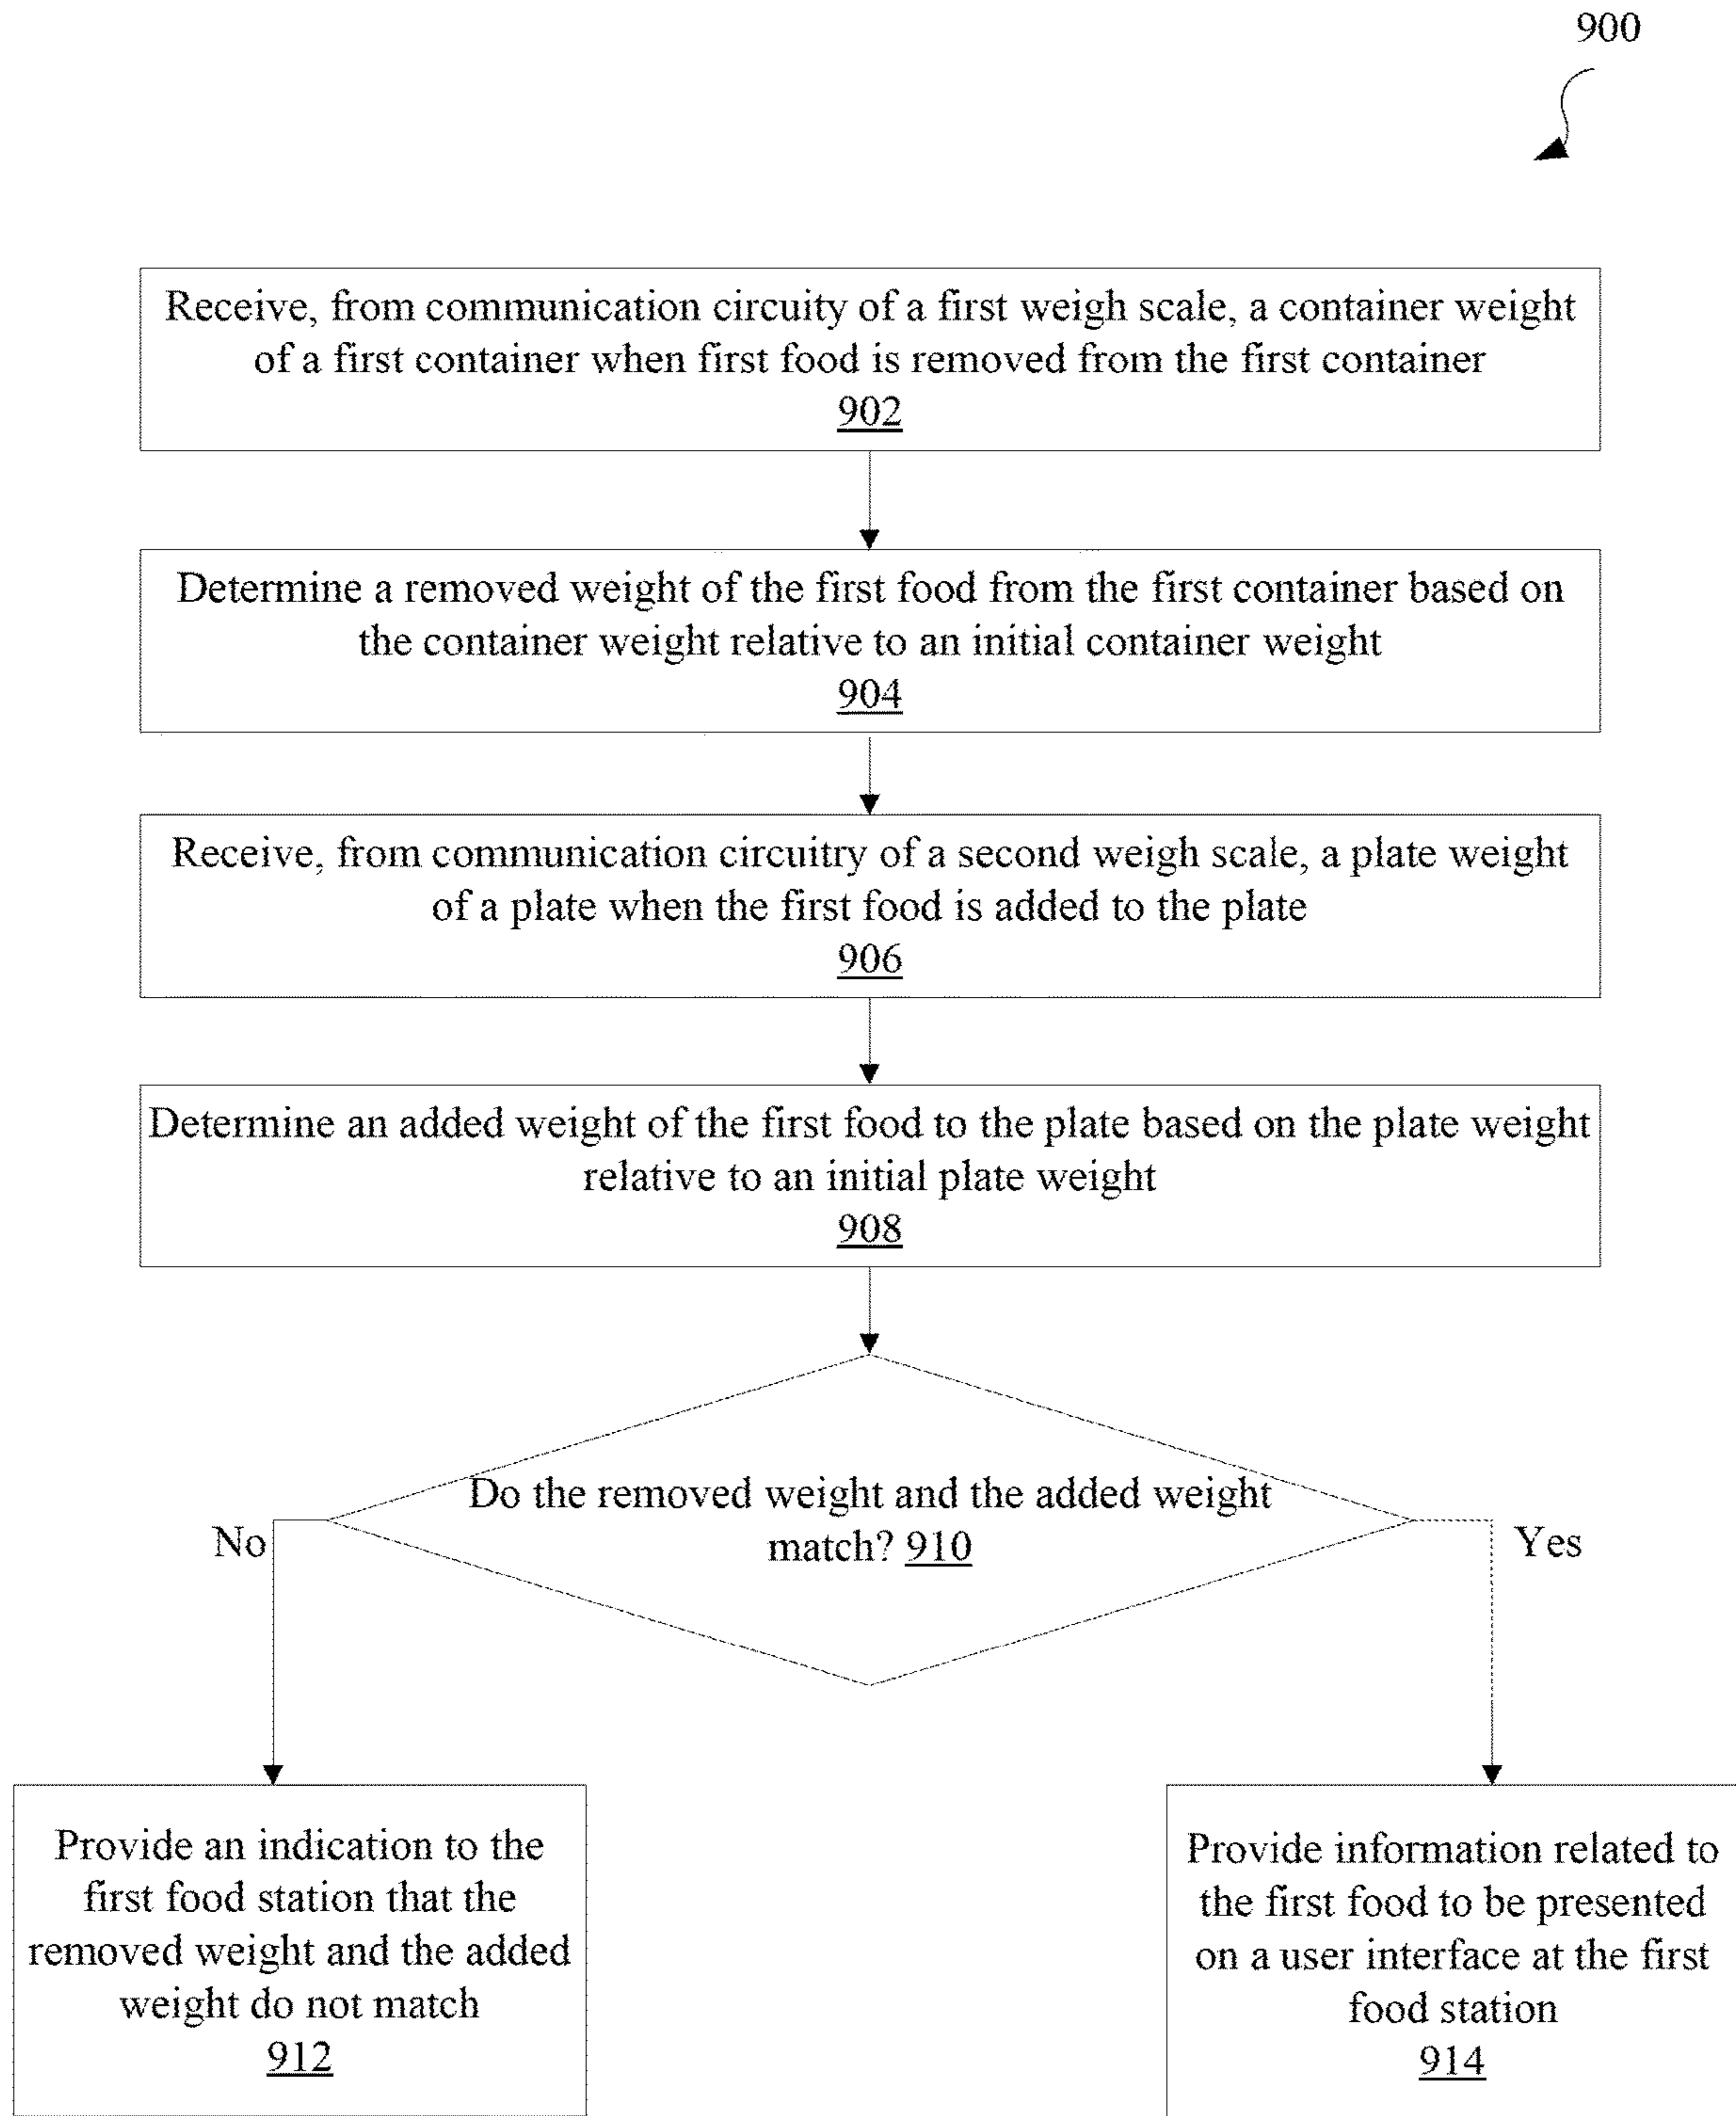 900
Receive, from communication circuity of a first weigh scale, a container weight
of a first container when first food is removed from the first container
902
Determine a removed weight of the first food from the first container based on
the container weight relative to an initial container weight
904
Receive, from communication circuitry of a second weigh scale, a plate weight
of a plate when the first food is added to the plate
906
Determine an added weight of the first food to the plate based on the plate weight
relative to an initial plate weight
908
Do the removed weight and the added weight
match? 910
No
Yes
Provide an indication to the
first food station that the
removed weight and the added
weight do not match
912
Provide information related to
the first food to be presented
on a user interface at the first
food station
914